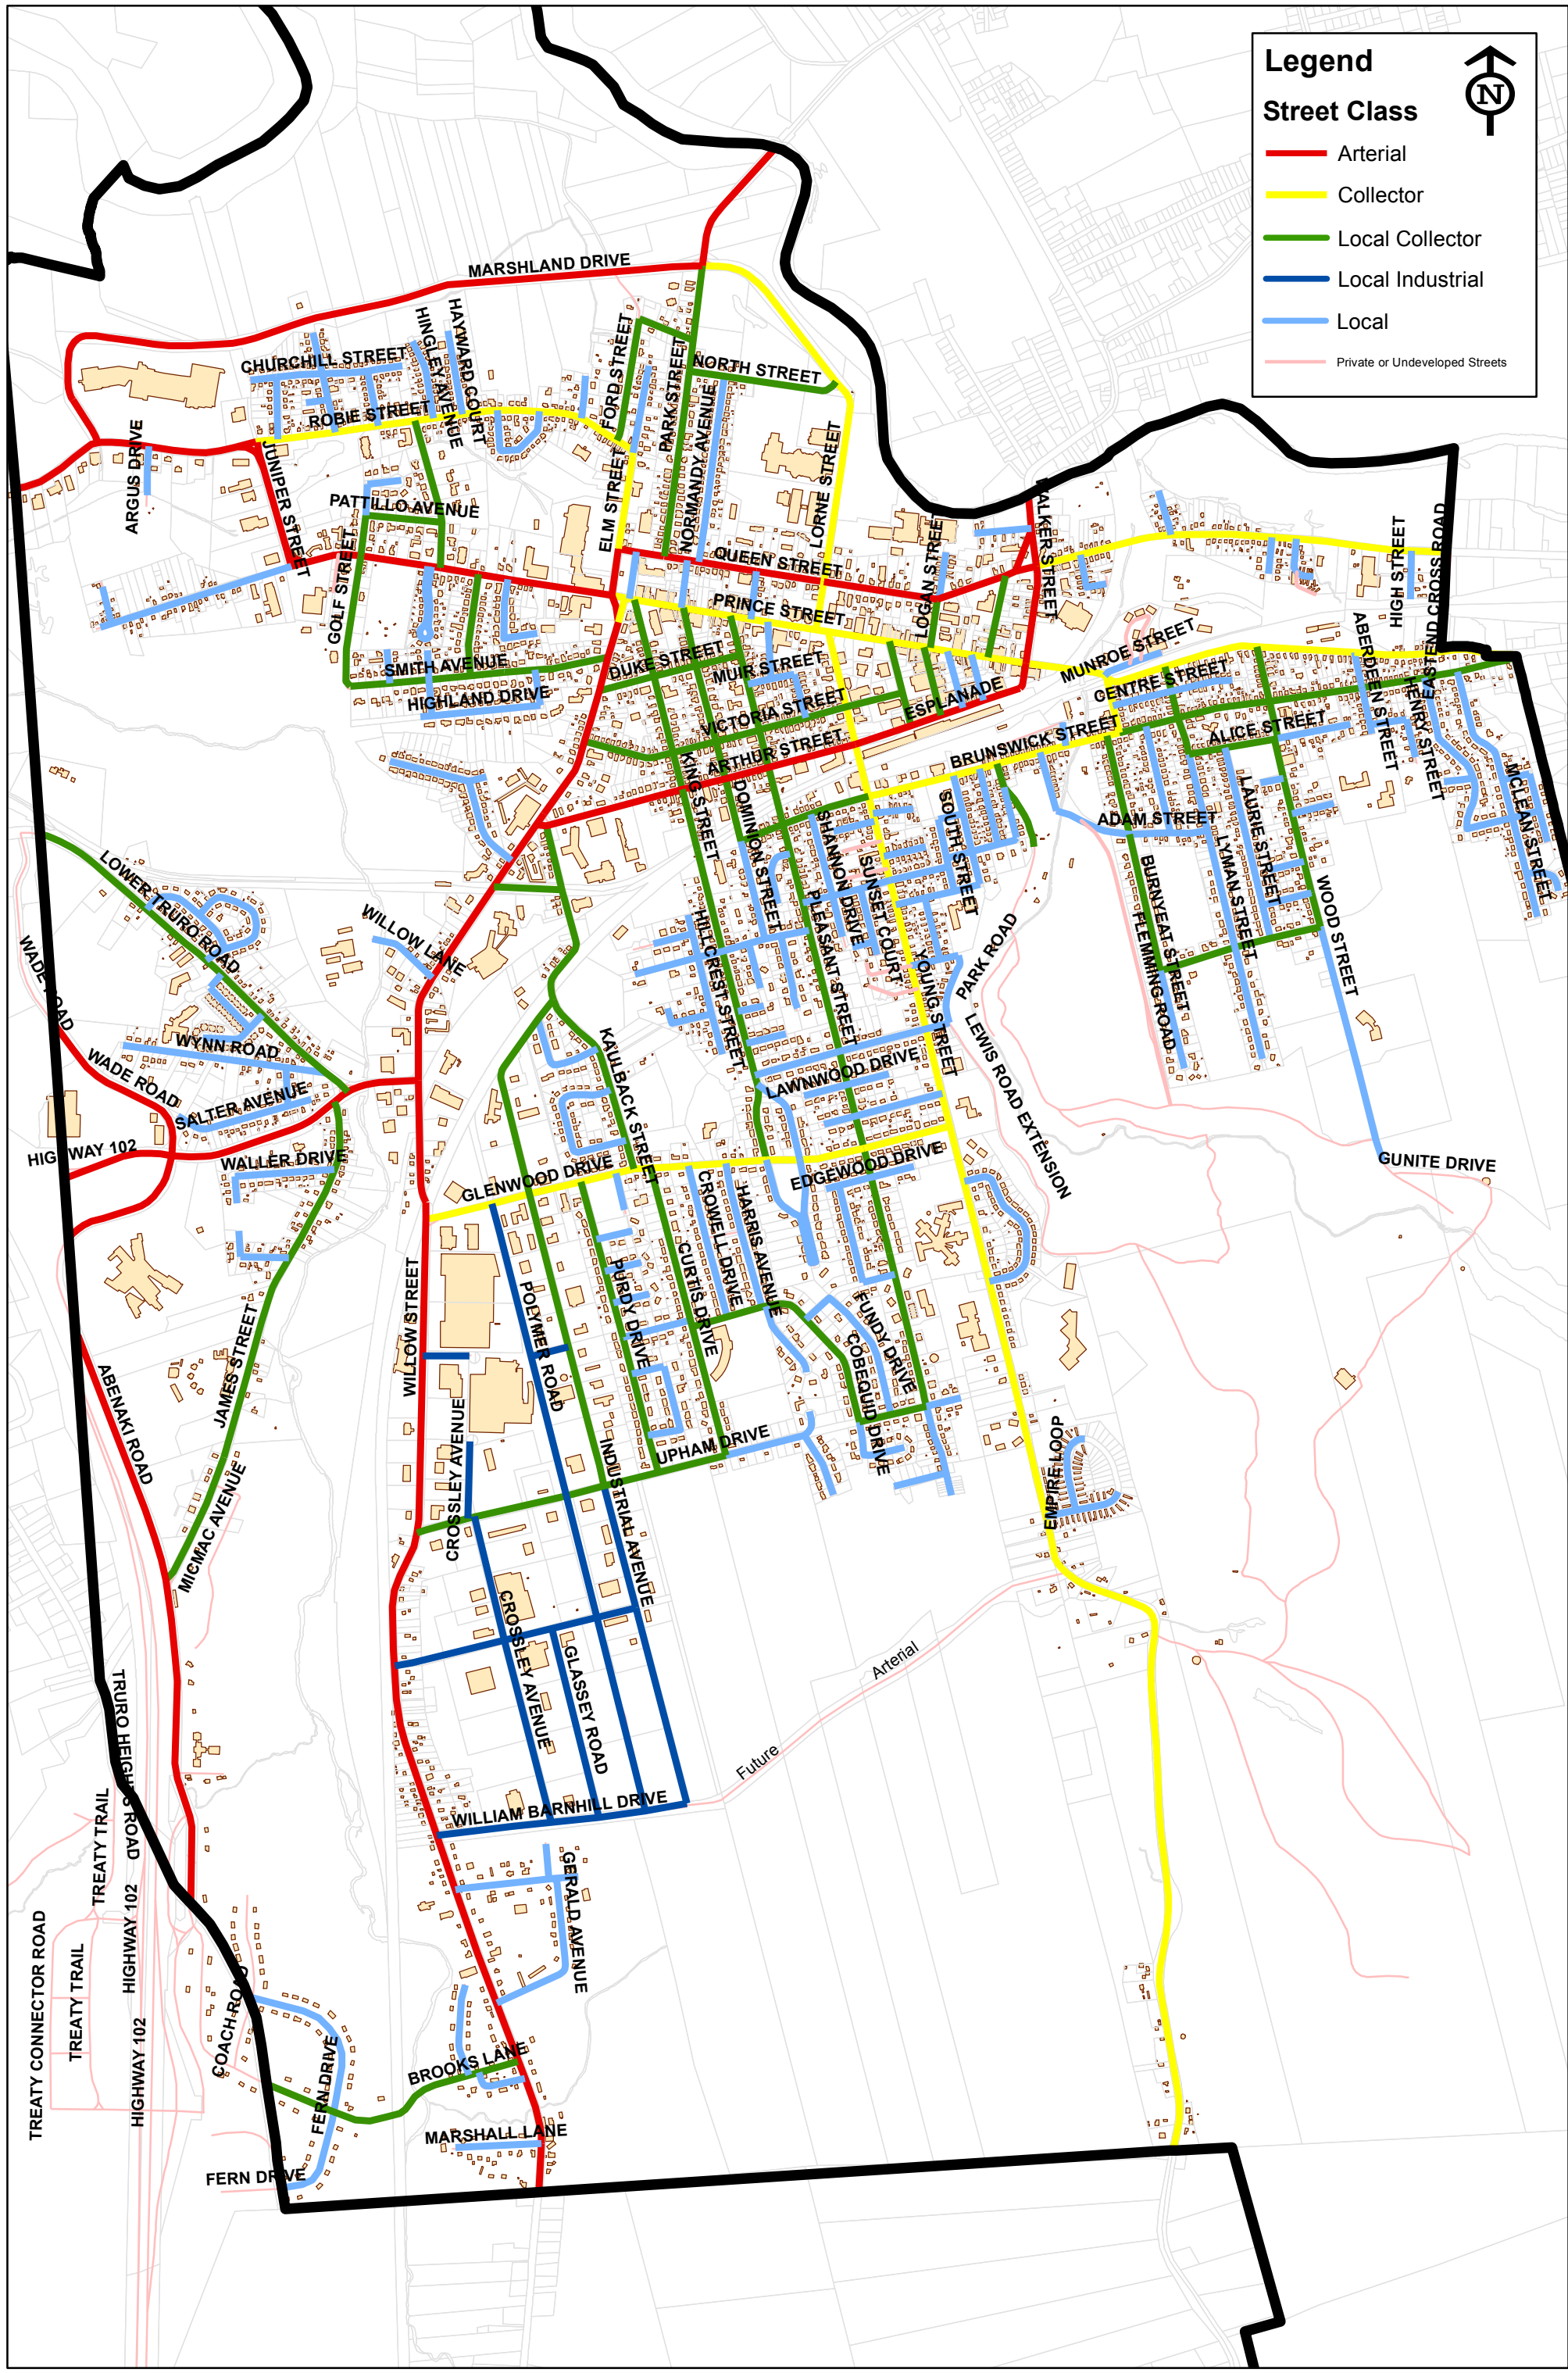 Legend
N
Street Class
Arterial
Collector
Local Collector
Local Industrial
Local
Private or Undeveloped Streets
MARSHLAND DRIVE
CHURCHILL STREET
HINGLEY AVENUE
HAYWARD COURT
FORD STREET
PARK STREET
NORTH STREET
ROBIE STREET
NORMANDY AVENUE
ARGUS DRIVE
JUNIPER STREET
ELM STREET
LORNE STREET
PATTILLO AVENUE
GOLF STREET
QUEEN STREET
LOGAN STREET
WALKER STREET
HIGH STREET
EASTEND CROSS ROAD
PRINCE STREET
SMITH AVENUE
DUKE STREET
MUIR STREET
MUNROE STREET
ABERDEEN STREET
HENRY STREET
HIGHLAND DRIVE
CENTRE STREET
VICTORIA STREET
ESPLANADE
ARTHUR STREET
BRUNSWICK STREET
ALICE STREET
KING STREET
DOMINION STREET
SHANNON DRIVE
SUNSET COURT
SOUTH STREET
ADAM STREET
LAURIE STREET
LYMAN STREET
MCLEAN STREET
LOWER TRURO ROAD
WILLOW LANE
HILLCREST STREET
PLEASANT STREET
YOUNG STREET
PARK ROAD
BURNYEAT STREET
FLEMING ROAD
WOOD STREET
WADE ROAD
WYNN ROAD
WADE ROAD
SALTER AVENUE
KAULBACK STREET
LAWNWOOD DRIVE
LEWIS ROAD EXTENSION
HIGHWAY 102
WALLER DRIVE
GLENWOOD DRIVE
EDGEWOOD DRIVE
GUNITE DRIVE
CROWELL DRIVE
HARRIS AVENUE
WILLOW STREET
POLYMER ROAD
PURDY DRIVE
CURTIS DRIVE
FUNDY DRIVE
COBEQUID DRIVE
JAMES STREET
ABENAKI ROAD
CROSSLEY AVENUE
INDUSTRIAL AVENUE
UPHAM DRIVE
EMPIRE LOOP
MICMAC AVENUE
CROSSLEY AVENUE
GLASSEY ROAD
Arterial
Future
TRURO HEIGHTS ROAD
WILLIAM BARNHILL DRIVE
TREATY TRAIL
HIGHWAY 102
GERALD AVENUE
TREATY CONNECTOR ROAD
TREATY TRAIL
HIGHWAY 102
COACH ROAD
FERN DRIVE
BROOKS LANE
MARSHALL LANE
FERN DRIVE